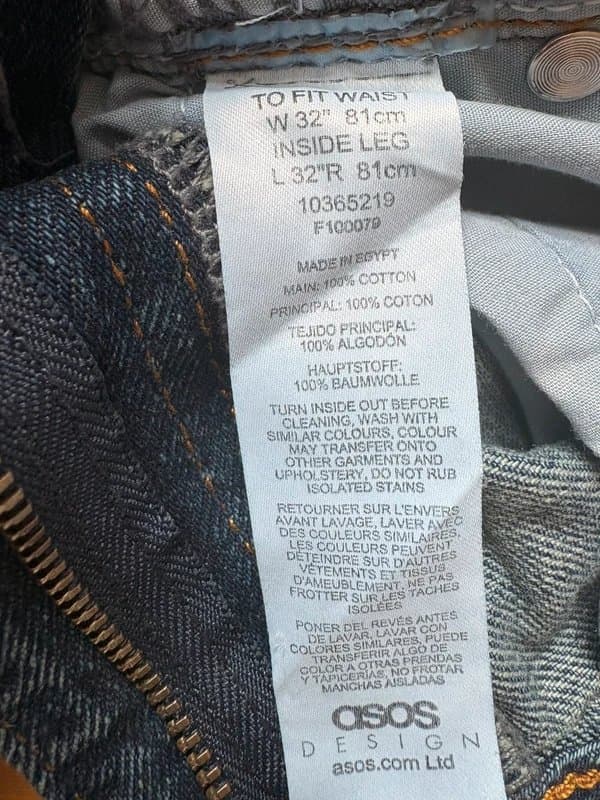 TO FIT WAIST
W 32" 81cm
INSIDE LEG
L 32"R 81cm
10365219
F100079
MADE IN EGYPT
MAIN: 100% COTTON
PRINCIPAL: 100% COTON
TEJIDO PRINCIPAL:
100% ALGODÓN
HAUPTSTOFF:
100% BAUMWOLLE
TURN INSIDE OUT BEFORE
CLEANING, WASH WITH
SIMILAR COLOURS, COLOUR
MAY TRANSFER ONTO
OTHER GARMENTS AND
UPHOLSTERY, DO NOT RUB
ISOLATED STAINS
RETOURNER SUR L'ENVERS
AVANT LAVAGE, LAVER AVEC
DES COULEURS SIMILAIRES,
LES COULEURS PEUVENT
DÉTEINDRE SUR D'AUTRES
VÊTEMENTS ET TISSUS
D'AMEUBLEMENT, NE PAS
FROTTER SUR LES TACHES
ISOLÉES
PONER DEL REVÉS ANTES
DE LAVAR, LAVAR CON
COLORES SIMILARES, PUEDE
TRANSFERIR ALGO DE
COLOR A OTRAS PRENDAS
Y TAPICERÍAS, NO FROTAR
MANCHAS AISLADAS
asos
DESIGN
asos.com Ltd